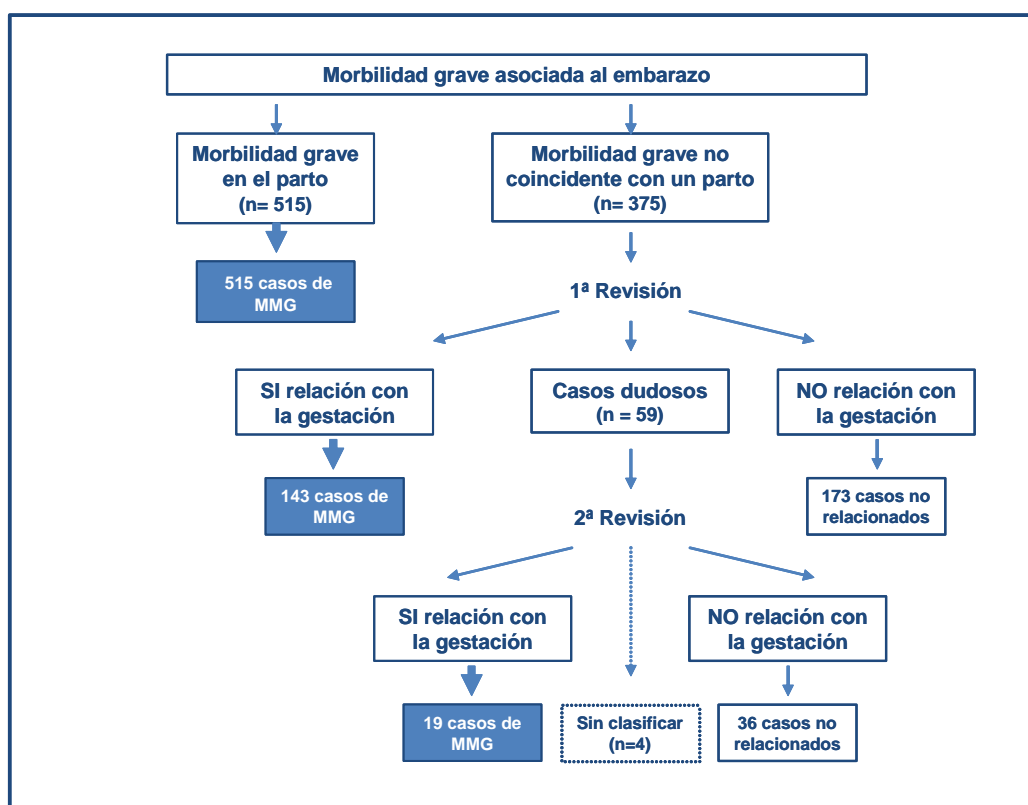 Morbilidad grave asociada al embarazo
Morbilidad grave
en el parto
(n= 515)
Morbilidad grave no
coincidente con un parto
(n= 375)
515 casos de
MMG
1ª Revisión
SI relación con
la gestación
Casos dudosos
(n = 59)
NO relación con
la gestación
143 casos de
MMG
173 casos no
relacionados
2ª Revisión
SI relación con
la gestación
NO relación con
la gestación
19 casos de
MMG
Sin clasificar
(n=4)
36 casos no
relacionados